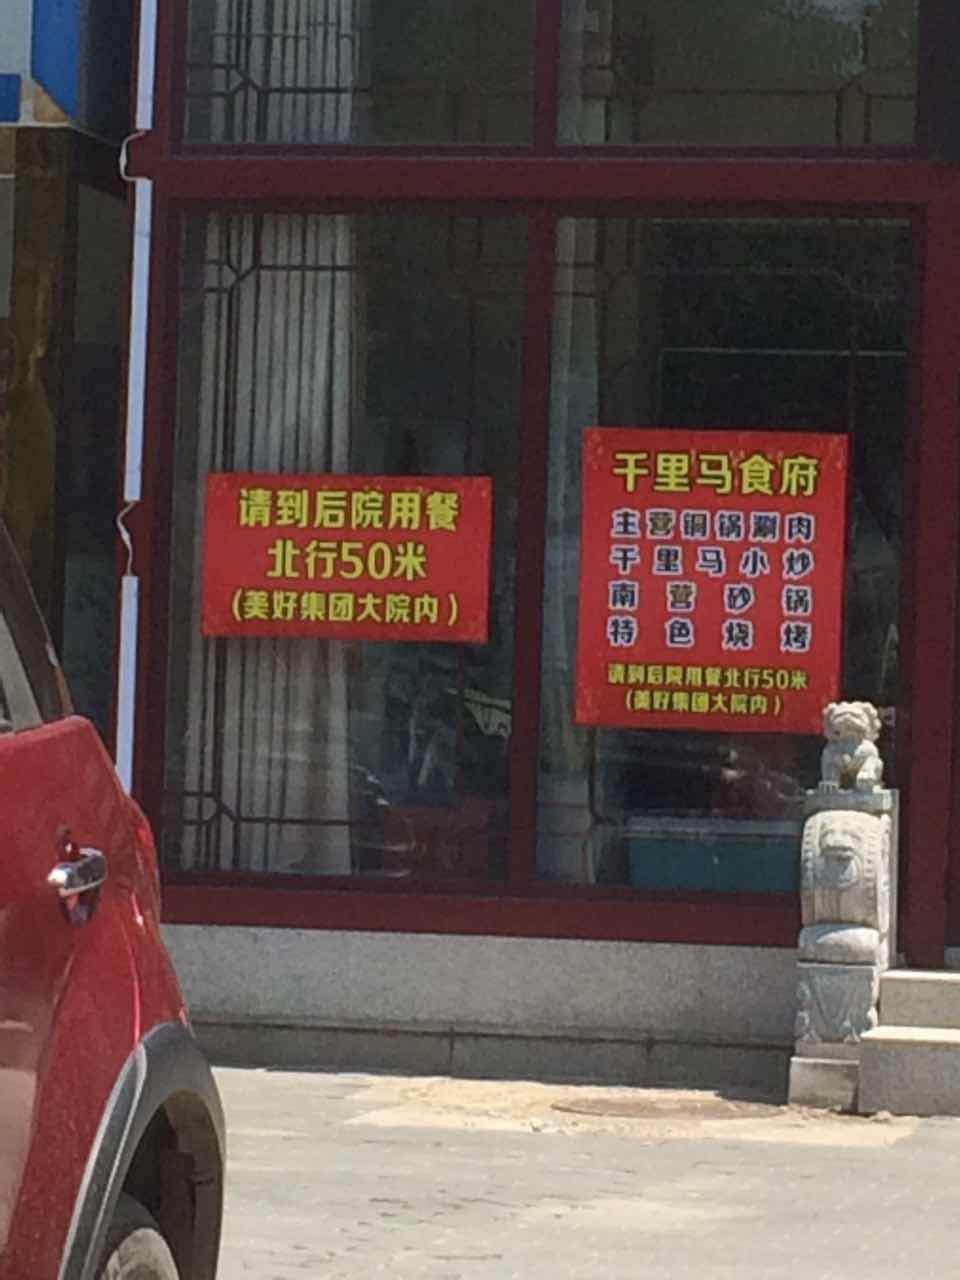 请到后院用餐
北行50米
(美好集团大院内)
千里马食府
主营铜锅涮肉
千里马小炒
南营砂锅
特色烧烤
请到后院用餐北行50米
(美好集团大院内)